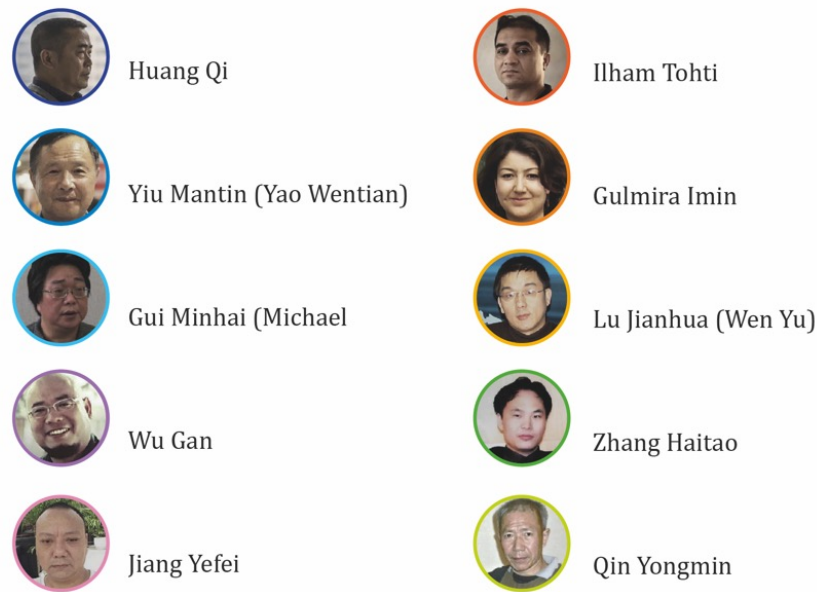 Huang Qi
Ilham Tohti
Yiu Mantin (Yao Wentian)
Gulmira Imin
Gui Minhai (Michael
Lu Jianhua (Wen Yu)
Wu Gan
Zhang Haitao
Jiang Yefei
Qin Yongmin